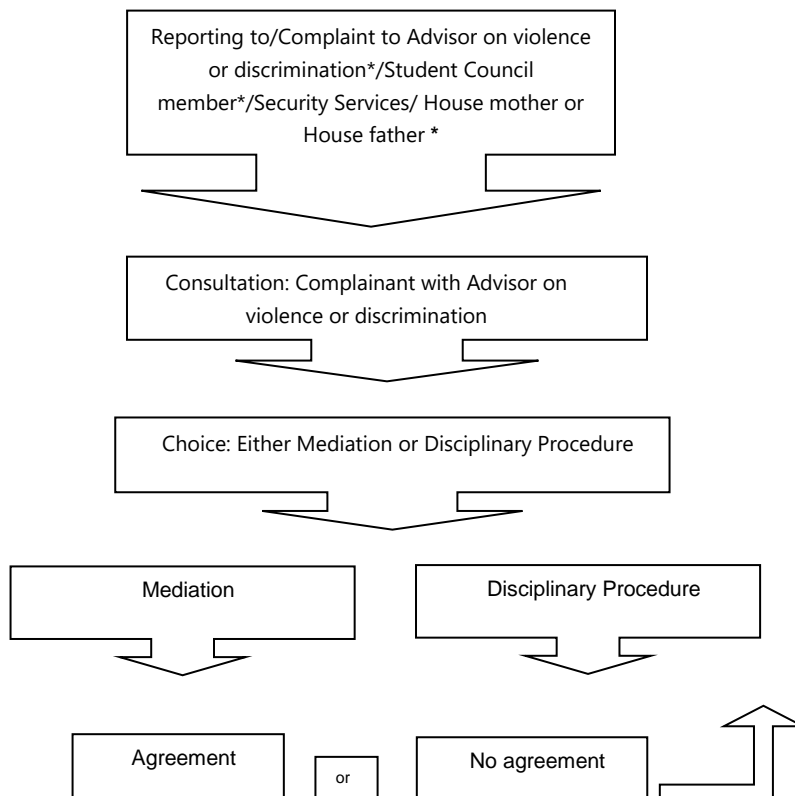 Reporting to/Complaint to Advisor on violence
or discrimination*/Student Council
member*/Security Services/ House mother or
House father *
Consultation: Complainant with Advisor on
violence or discrimination
Choice: Either Mediation or Disciplinary Procedure
Mediation
Disciplinary Procedure
Agreement
or
No agreement